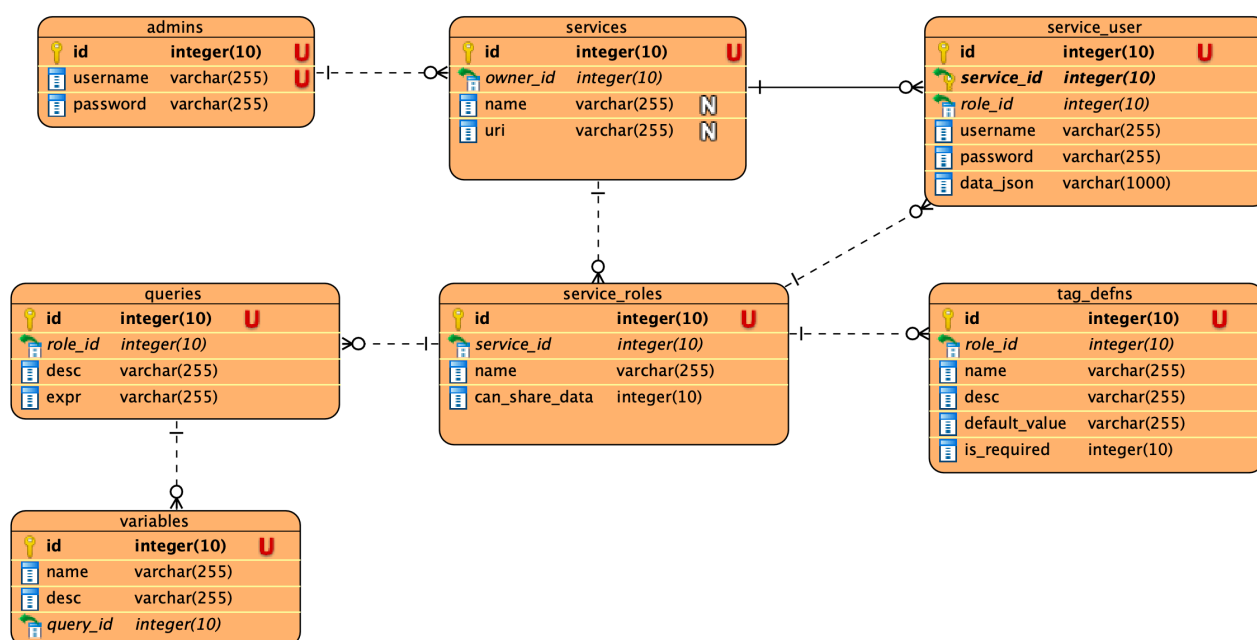 admins
id integer(10) U
username varchar(255) U
password varchar(255)
services
id integer(10) U
owner_id integer(10)
name varchar(255) N
uri varchar(255) N
service_user
id integer(10) U
service_id integer(10)
role_id integer(10)
username varchar(255)
password varchar(255)
data_json varchar(1000)
queries
id integer(10) U
role_id integer(10)
desc varchar(255)
expr varchar(255)
service_roles
id integer(10) U
service_id integer(10)
name varchar(255)
can_share_data integer(10)
tag_defns
id integer(10) U
role_id integer(10)
name varchar(255)
desc varchar(255)
default_value varchar(255)
is_required integer(10)
variables
id integer(10) U
name varchar(255)
desc varchar(255)
query_id integer(10)